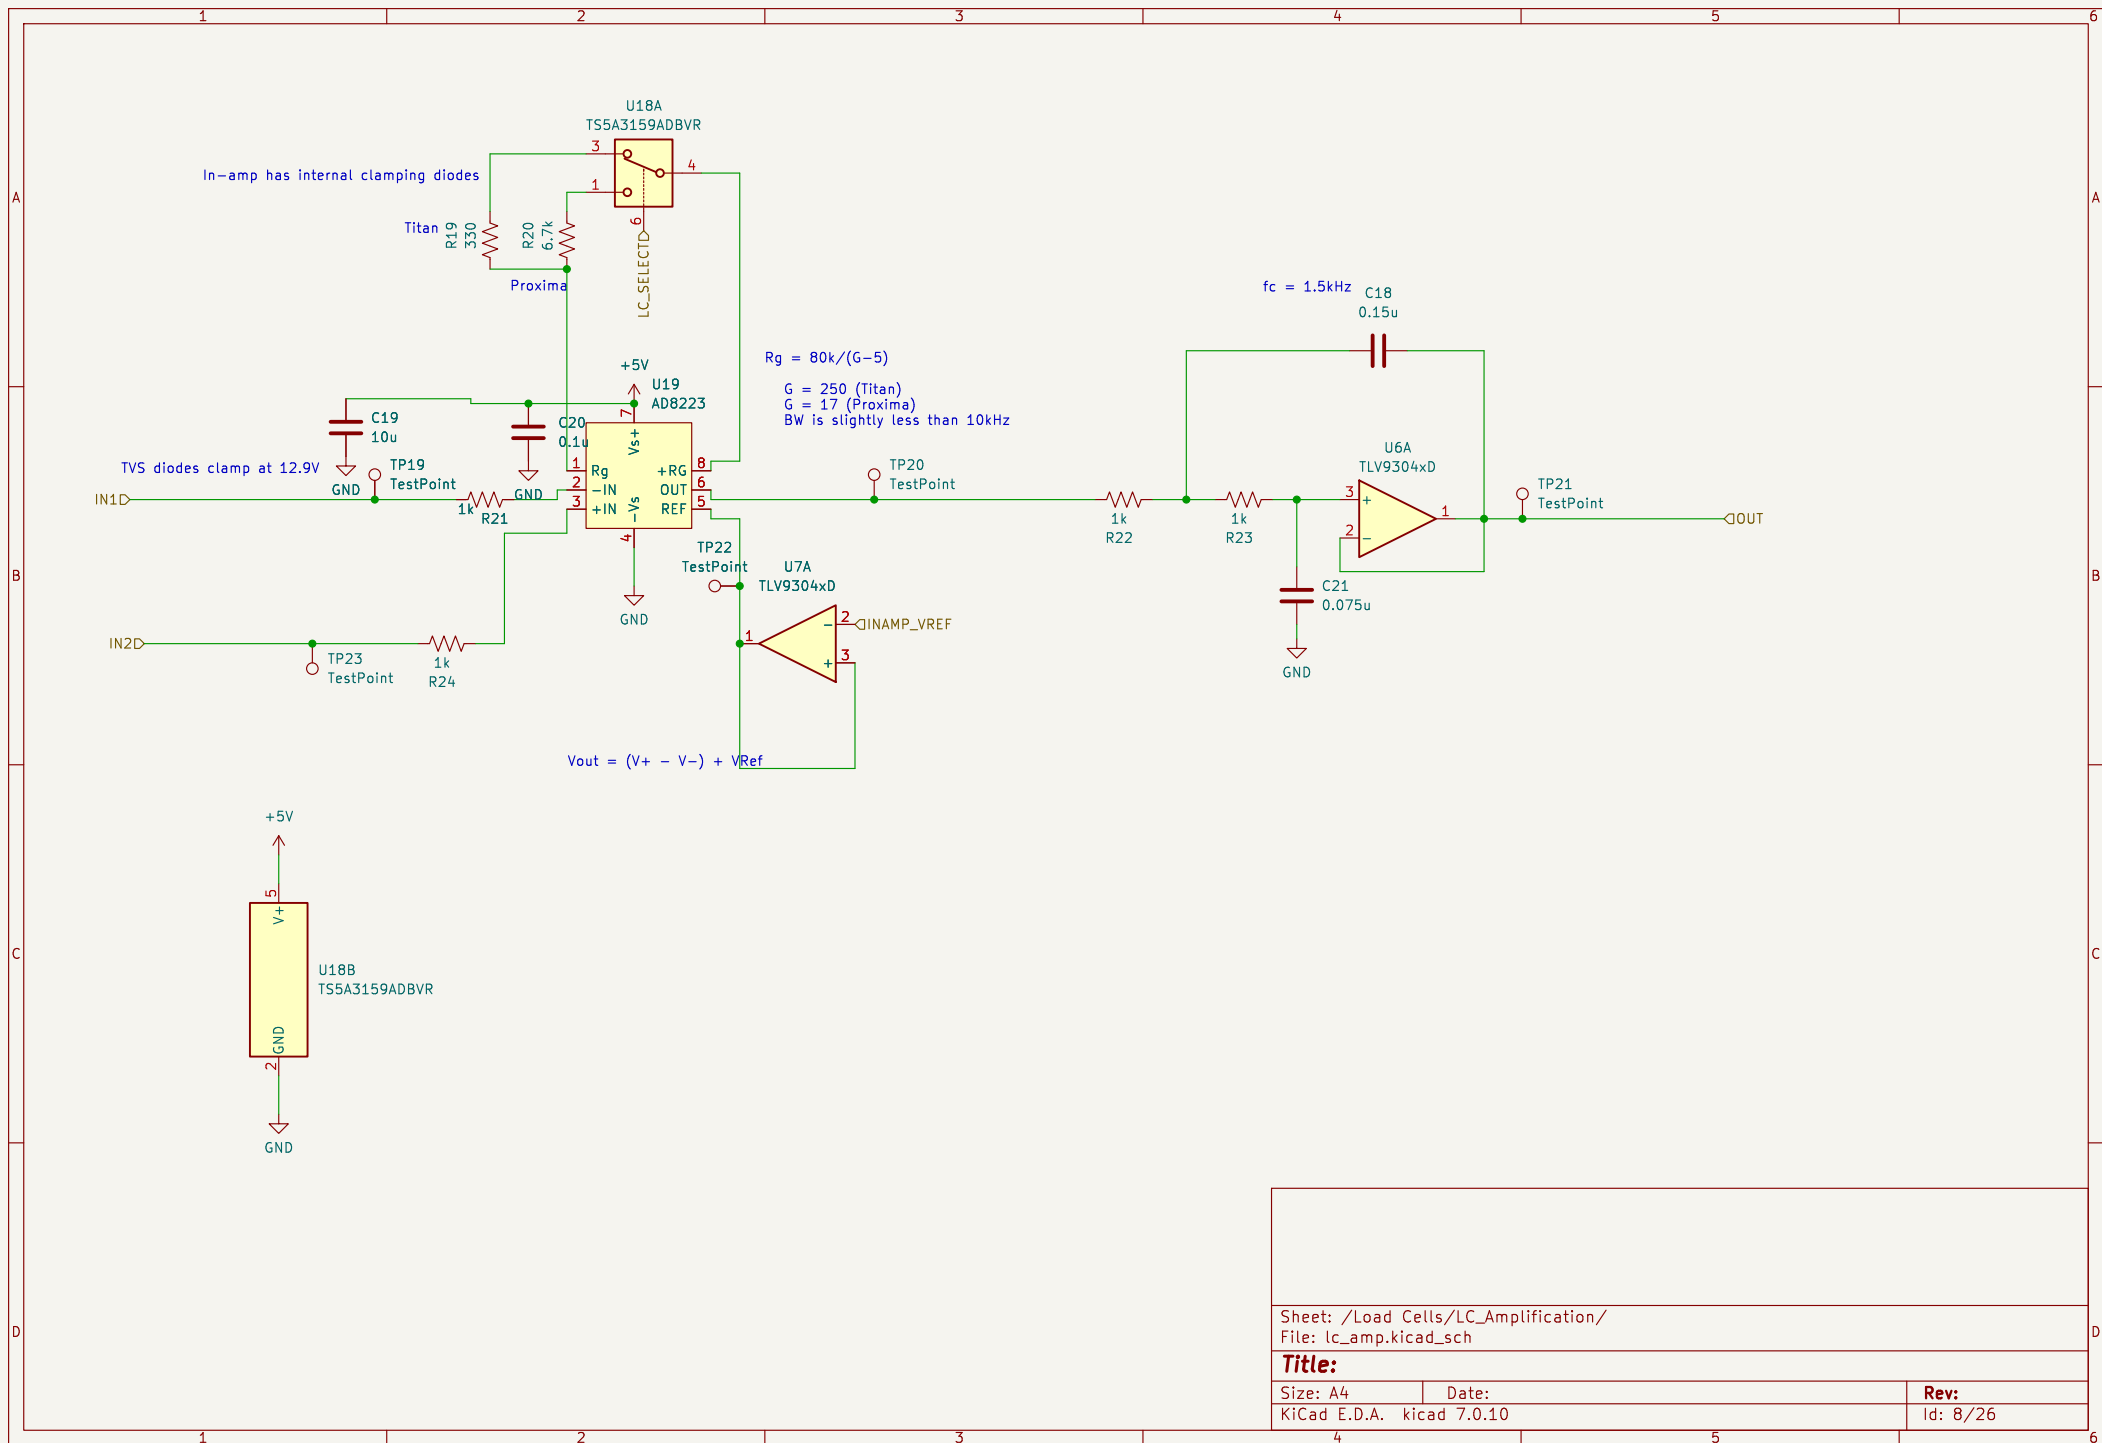 1 2 3 4 5 6
A A
B B
C C
D D
U18A
TS5A3159ADBVR
3
4
1
6
LC_SELECT
In-amp has internal clamping diodes
Titan
R19
330
R20
6.7k
Proxima
+5V
U19
AD8223
7
Vs+
1 Rg
2 -IN
3 +IN
+RG 8
OUT 6
REF 5
-Vs
4
GND
C19
10u
GND
C20
0.1u
GND
TVS diodes clamp at 12.9V
TP19
TestPoint
IN1
1k
R21
IN2
TP23
TestPoint
1k
R24
Rg = 80k/(G-5)
G = 250 (Titan)
G = 17 (Proxima)
BW is slightly less than 10kHz
TP20
TestPoint
TP22
TestPoint
U7A
TLV9304xD
2
-
INAMP_VREF
1
3
+
Vout = (V+ - V-) + VRef
fc = 1.5kHz
C18
0.15u
1k
R22
1k
R23
U6A
TLV9304xD
3
+
2
-
1
C21
0.075u
GND
TP21
TestPoint
OUT
+5V
5
V+
U18B
TS5A3159ADBVR
GND
2
GND
Sheet: /Load Cells/LC_Amplification/
File: lc_amp.kicad_sch
Title:
Size: A4 Date: Rev:
KiCad E.D.A. kicad 7.0.10 Id: 8/26
1 2 3 4 5 6